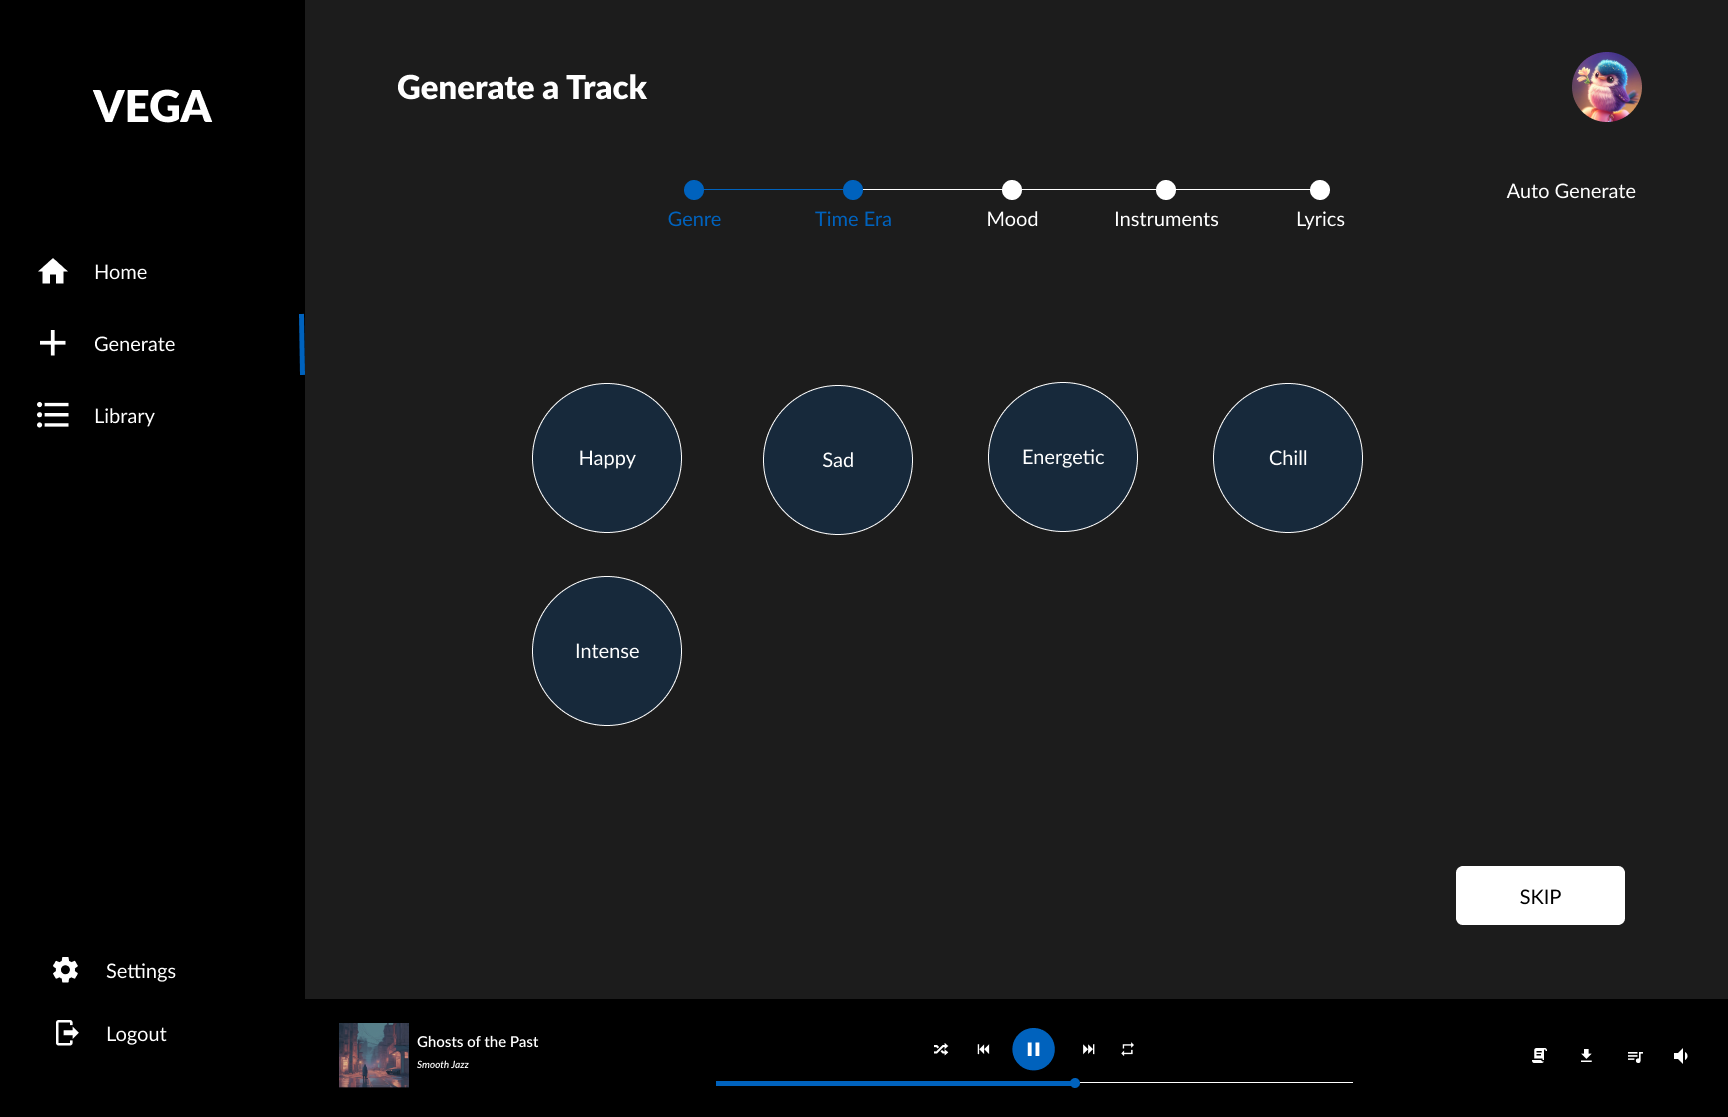 VEGA
Home
Generate
Library
Settings
Logout
Generate a Track
Genre
Time Era
Mood
Instruments
Lyrics
Auto Generate
Happy
Sad
Energetic
Chill
Intense
SKIP
Ghosts of the Past
Smooth Jazz